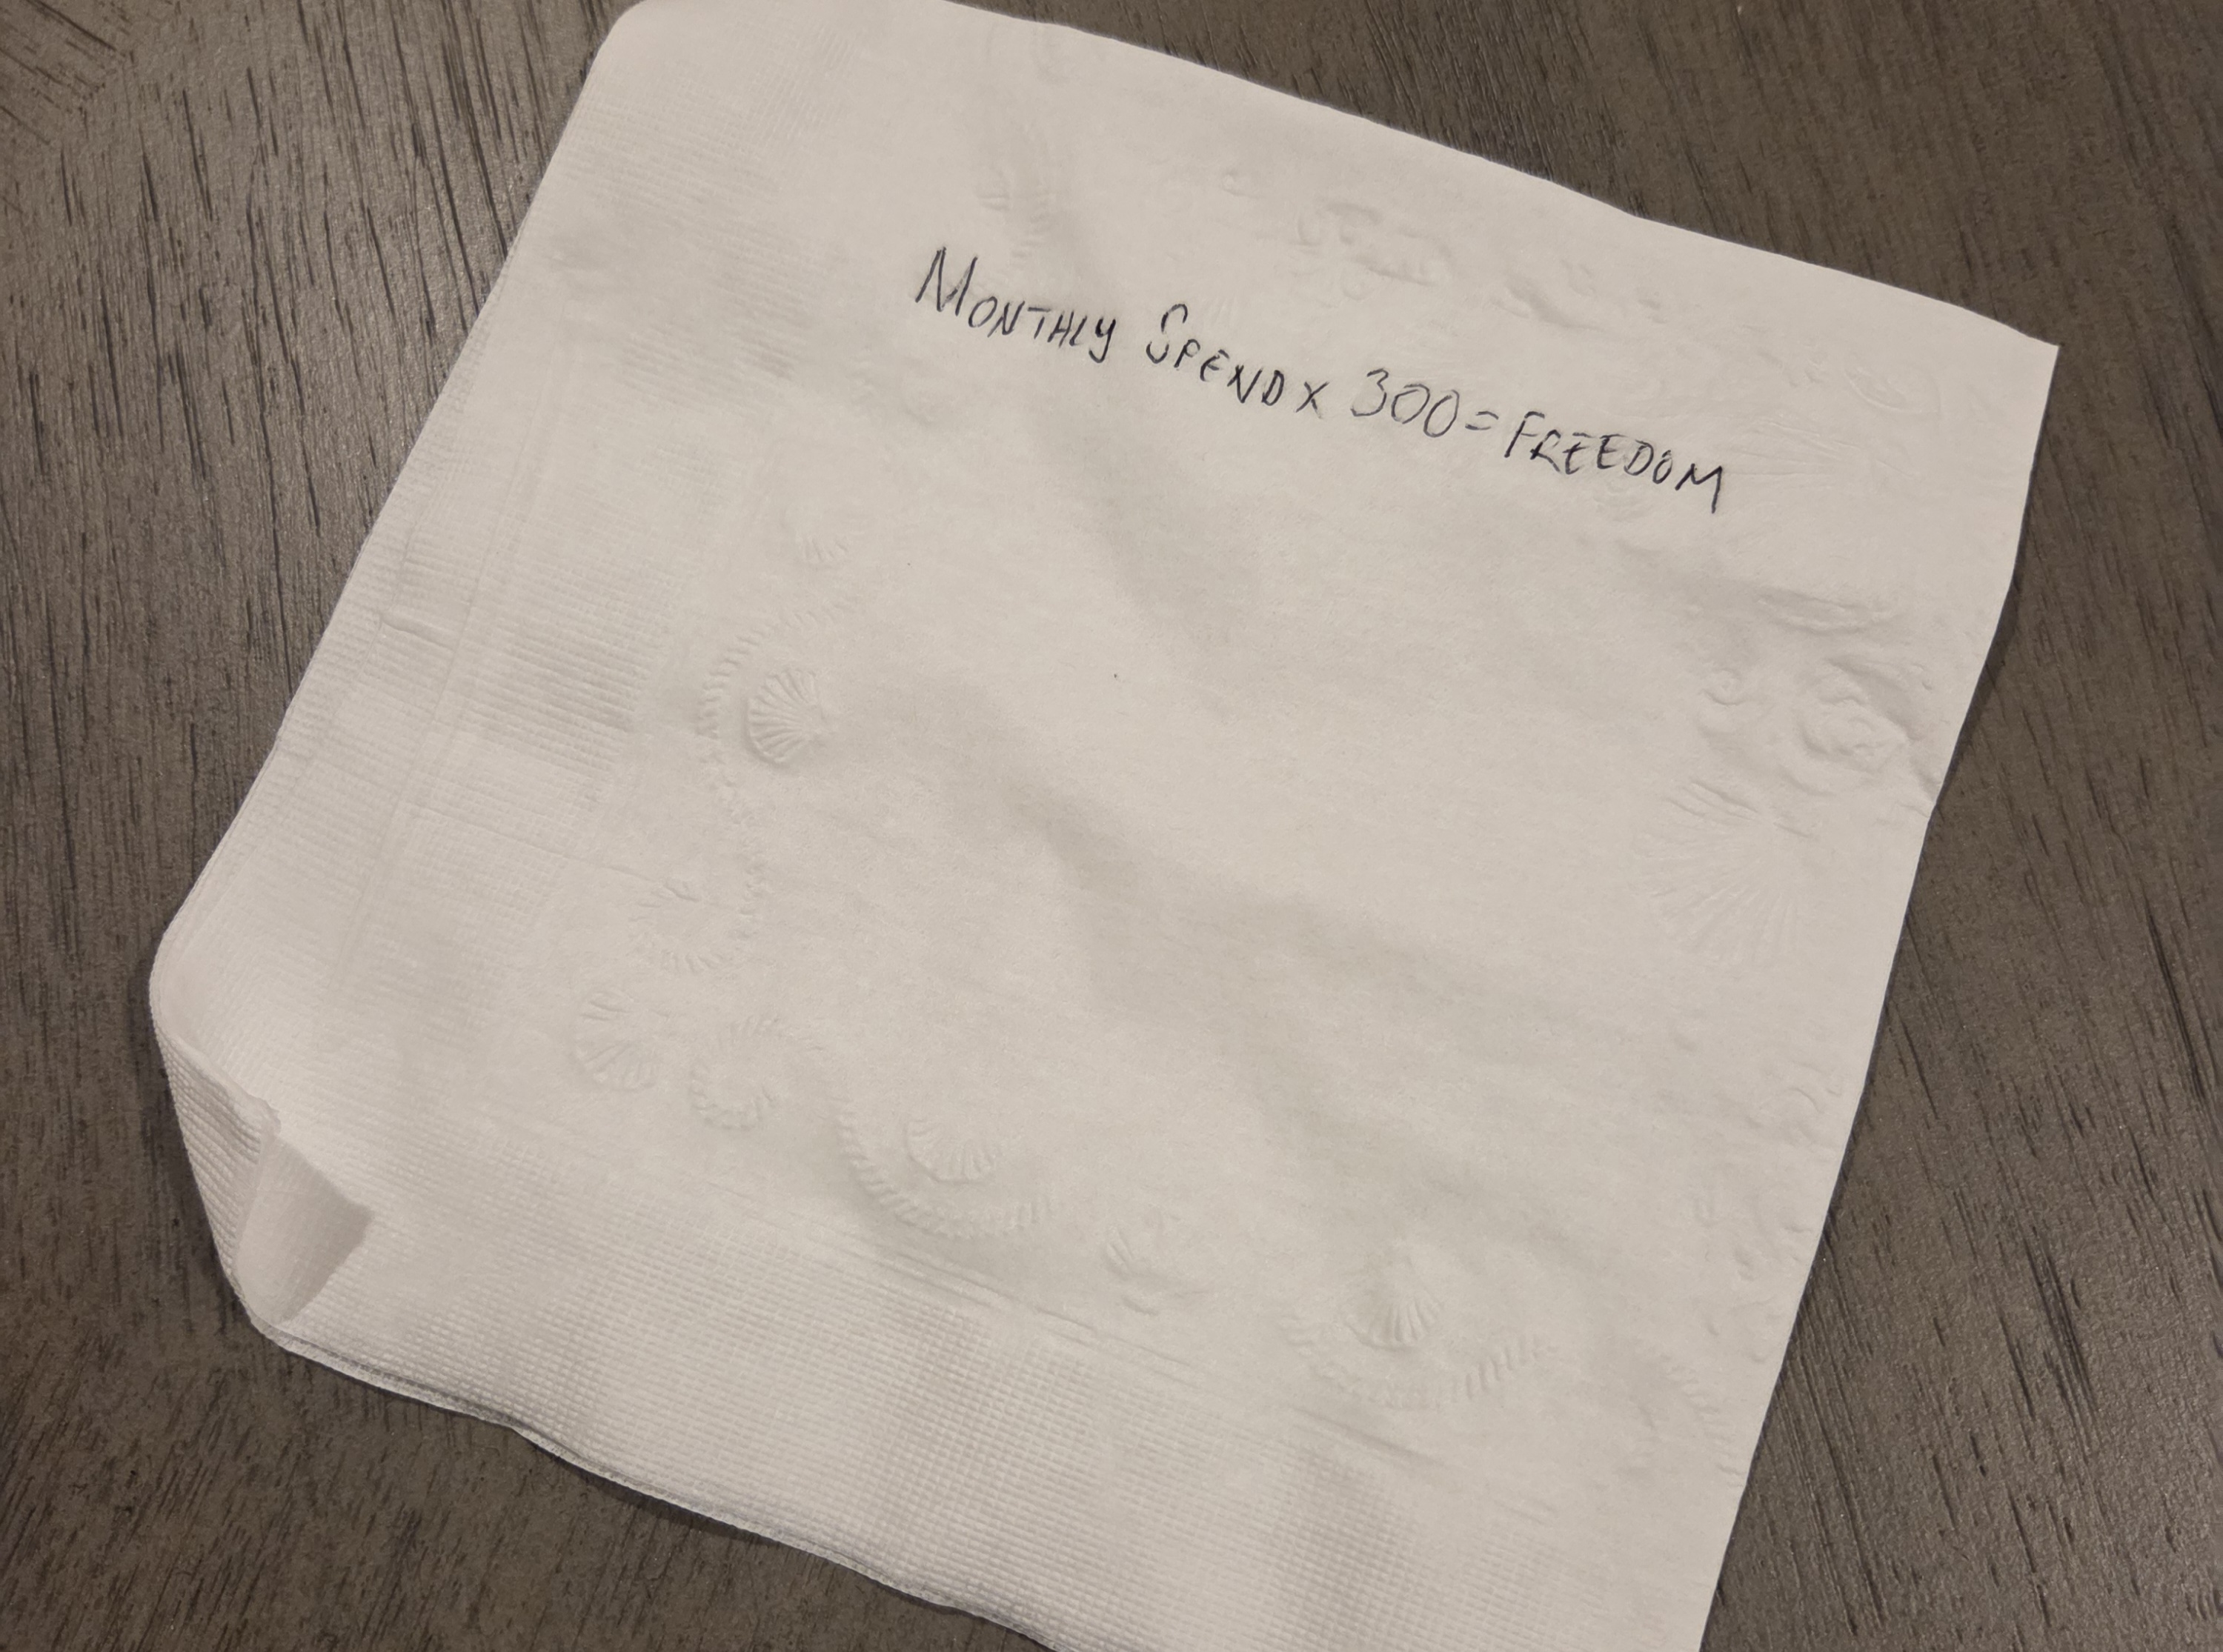 Monthly Spend x 300 = Freedom